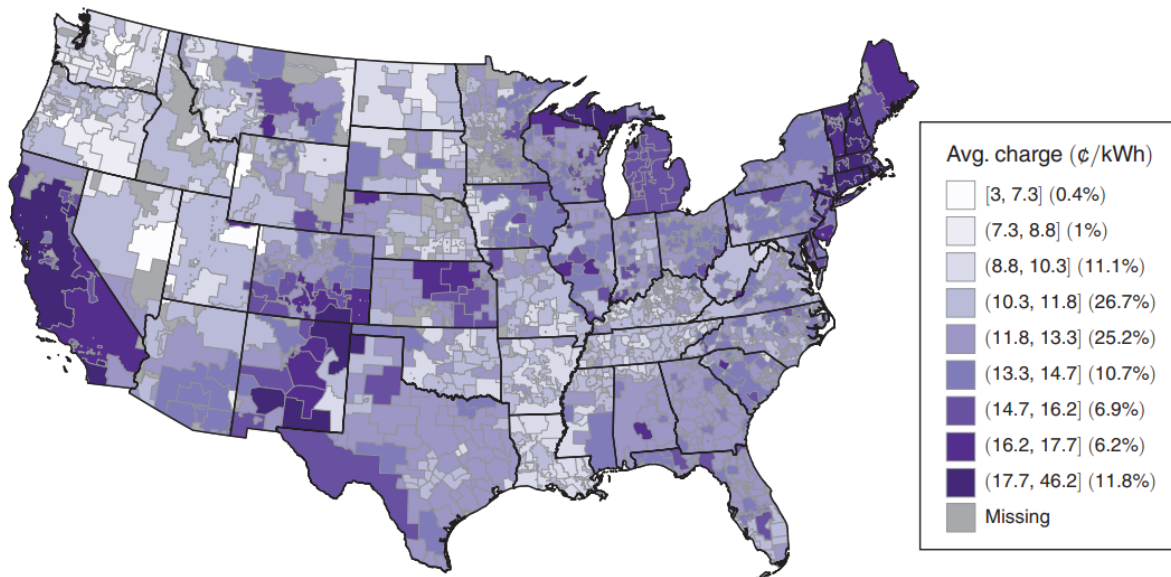 Avg. charge (¢/kWh)
[3, 7.3] (0.4%)
(7.3, 8.8] (1%)
(8.8, 10.3] (11.1%)
(10.3, 11.8] (26.7%)
(11.8, 13.3] (25.2%)
(13.3, 14.7] (10.7%)
(14.7, 16.2] (6.9%)
(16.2, 17.7] (6.2%)
(17.7, 46.2] (11.8%)
Missing